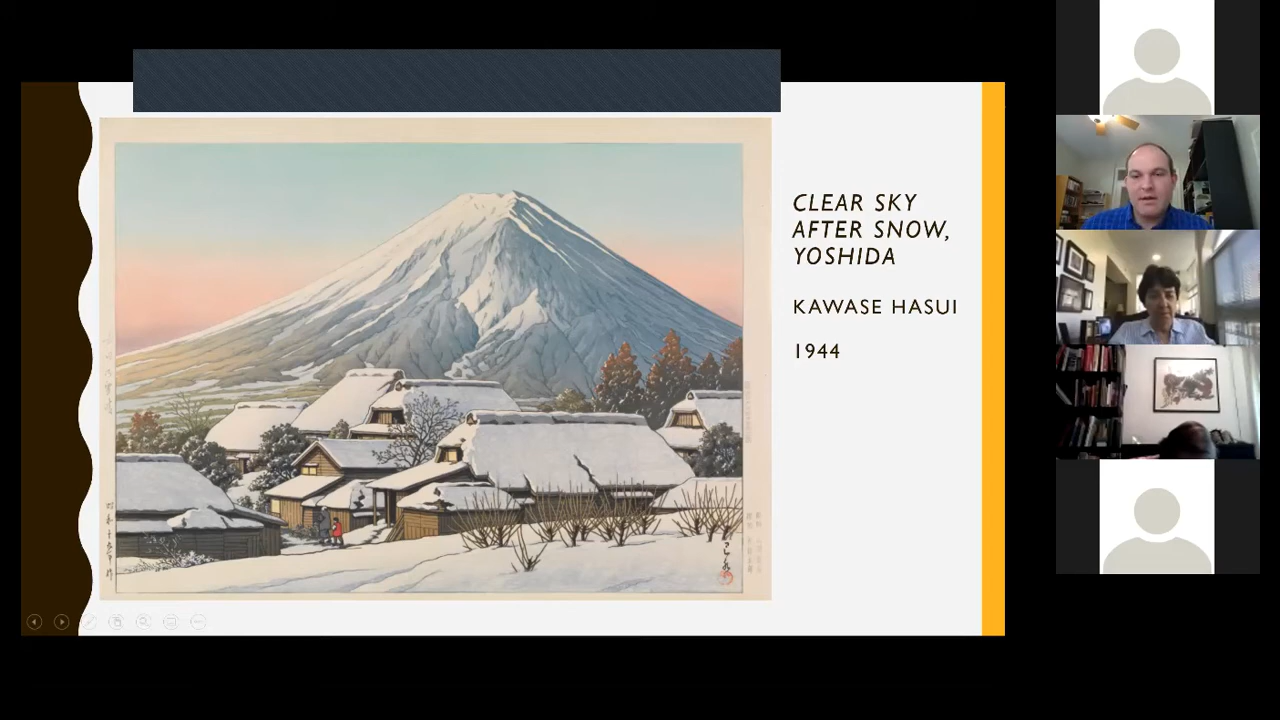 CLEAR SKY
AFTER SNOW,
YOSHIDA
KAWASE HASUI
1944